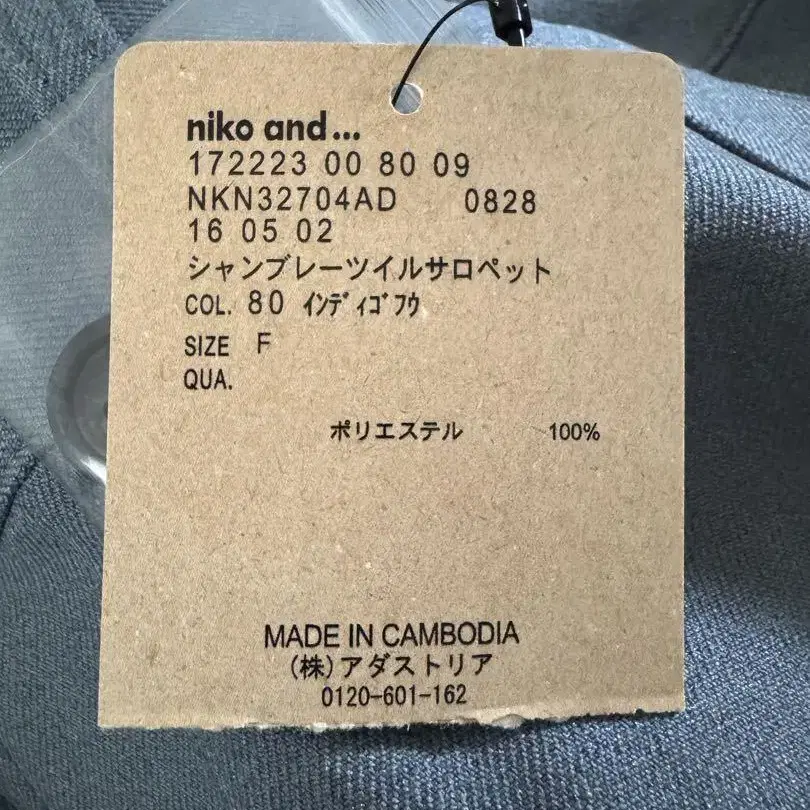 niko and...
172223 00 80 09
NKN32704AD 0828
16 05 02
シャンブレーツイルサロペット
COL. 80 ｲﾝﾃﾞｨｺﾞﾌｳ
SIZE F
QUA.
ポリエステル 100%
MADE IN CAMBODIA
(株)アダストリア
0120-601-162